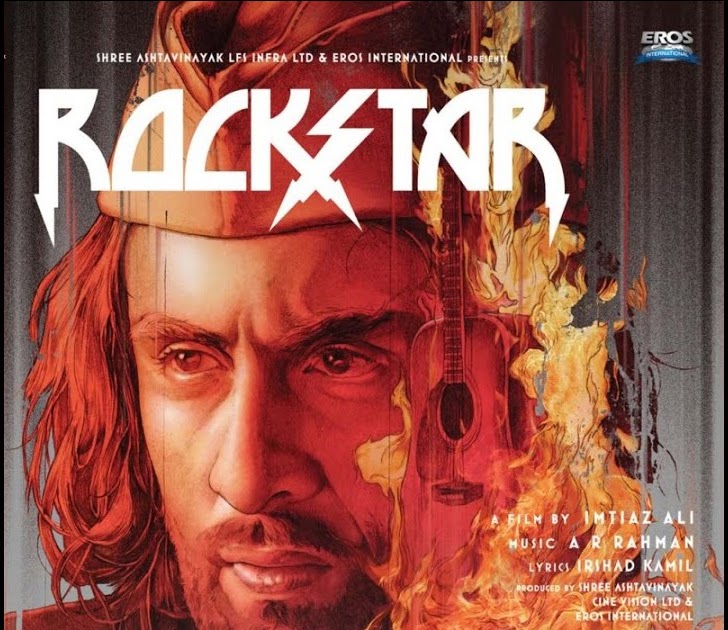 SHREE ASHTAVINAYAK LFS INFRA LTD & EROS INTERNATIONAL PRESENTS
EROS
INTERNATIONAL
ROCKSTAR
A FILM BY IMTIAZ ALI
MUSIC A R RAHMAN
LYRICS IRSHAD KAMIL
PRODUCED BY SHREE ASHTAVINAYAK
CINE VISION LTD &
EROS INTERNATIONAL